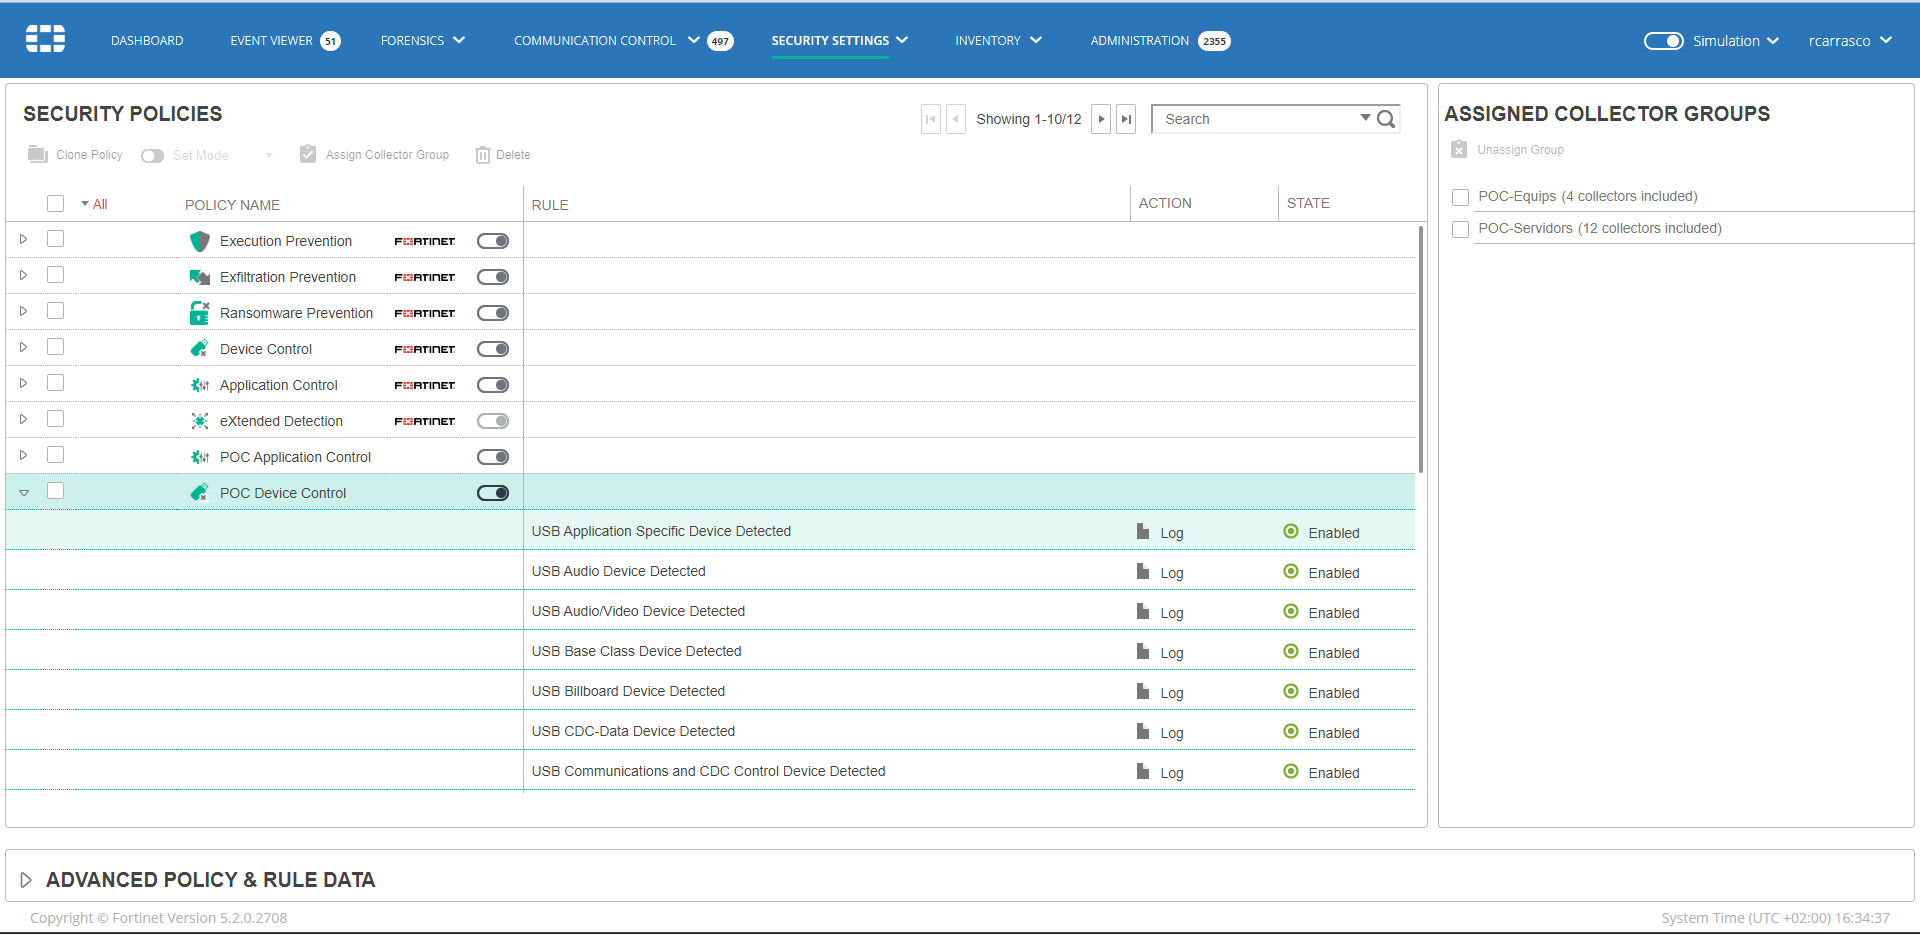 DASHBOARD EVENT VIEWER 51 FORENSICS COMMUNICATION CONTROL 497 SECURITY SETTINGS INVENTORY ADMINISTRATION 2355 Simulation rcarrasco
SECURITY POLICIES
Showing 1-10/12 Search
Clone Policy Set Mode Assign Collector Group Delete
All POLICY NAME RULE ACTION STATE
Execution Prevention FORTINET
Exfiltration Prevention FORTINET
Ransomware Prevention FORTINET
Device Control FORTINET
Application Control FORTINET
eXtended Detection FORTINET
POC Application Control
POC Device Control
USB Application Specific Device Detected Log Enabled
USB Audio Device Detected Log Enabled
USB Audio/Video Device Detected Log Enabled
USB Base Class Device Detected Log Enabled
USB Billboard Device Detected Log Enabled
USB CDC-Data Device Detected Log Enabled
USB Communications and CDC Control Device Detected Log Enabled
ASSIGNED COLLECTOR GROUPS
Unassign Group
POC-Equips (4 collectors included)
POC-Servidors (12 collectors included)
ADVANCED POLICY & RULE DATA
Copyright © Fortinet Version 5.2.0.2708 System Time (UTC +02:00) 16:34:37